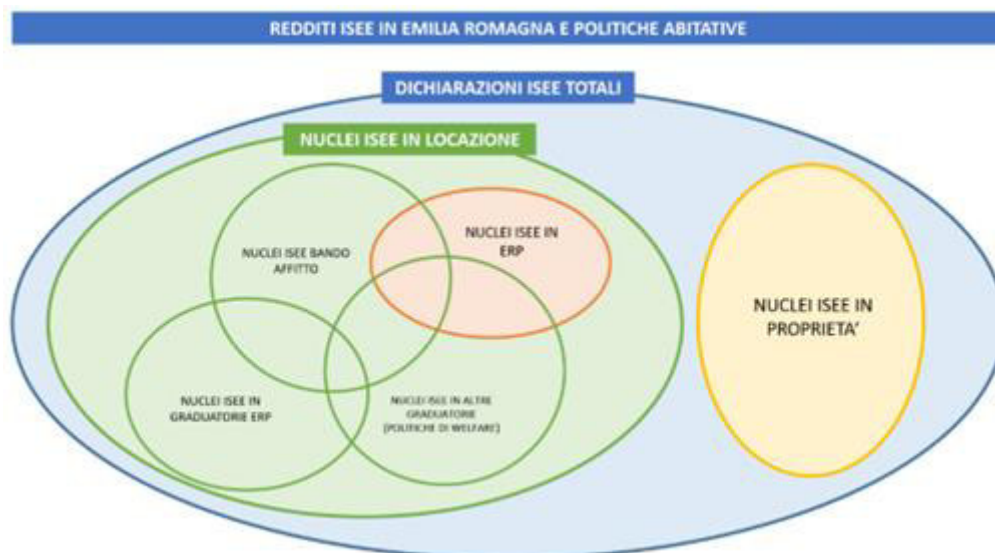 REDDITI ISEE IN EMILIA ROMAGNA E POLITICHE ABITATIVE
DICHIARAZIONI ISEE TOTALI
NUCLEI ISEE IN LOCAZIONE
NUCLEI ISEE BANDO
AFFITTO
NUCLEI ISEE IN
ERP
NUCLEI ISEE IN
PROPRIETA'
NUCLEI ISEE IN
GRADUATORIE ERP
NUCLEI ISEE IN ALTRE
GRADUATORIE
(POLITICHE DI WELFARE)